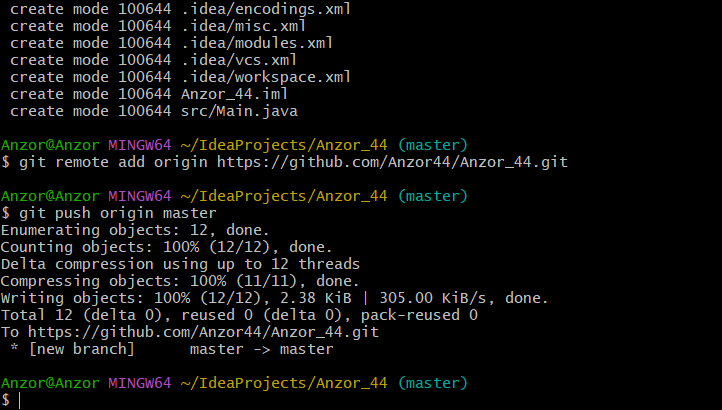 create mode 100644 .idea/encodings.xml
create mode 100644 .idea/misc.xml
create mode 100644 .idea/modules.xml
create mode 100644 .idea/vcs.xml
create mode 100644 .idea/workspace.xml
create mode 100644 Anzor_44.iml
create mode 100644 src/Main.java
Anzor@Anzor MINGW64 ~/IdeaProjects/Anzor_44 (master)
$ git remote add origin https://github.com/Anzor44/Anzor_44.git
Anzor@Anzor MINGW64 ~/IdeaProjects/Anzor_44 (master)
$ git push origin master
Enumerating objects: 12, done.
Counting objects: 100% (12/12), done.
Delta compression using up to 12 threads
Compressing objects: 100% (11/11), done.
Writing objects: 100% (12/12), 2.38 KiB | 305.00 KiB/s, done.
Total 12 (delta 0), reused 0 (delta 0), pack-reused 0
To https://github.com/Anzor44/Anzor_44.git
 * [new branch]      master -> master
Anzor@Anzor MINGW64 ~/IdeaProjects/Anzor_44 (master)
$